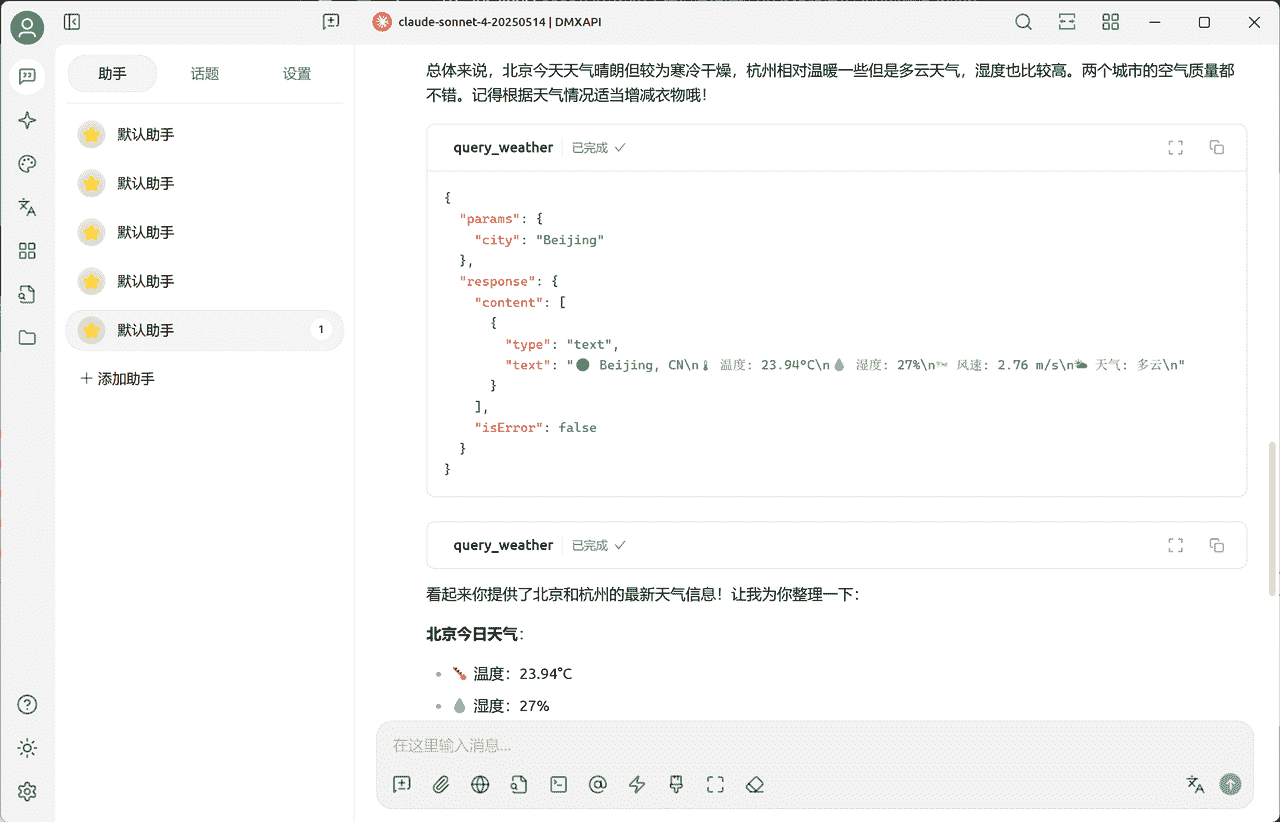 claude-sonnet-4-20250514 | DMXAPI
助手 话题 设置
默认助手
默认助手
默认助手
默认助手
默认助手 1
+ 添加助手
总体来说，北京今天天气晴朗但较为寒冷干燥，杭州相对温暖一些但是多云天气，湿度也比较高。两个城市的空气质量都
不错。记得根据天气情况适当增减衣物哦！
query_weather 已完成 ✓
{
"params": {
"city": "Beijing"
},
"response": {
"content": [
{
"type": "text",
"text": "🌑 Beijing, CN\n🌡 温度: 23.94°C\n💧 湿度: 27%\n🌬 风速: 2.76 m/s\n🌤 天气: 多云\n"
}
],
"isError": false
}
}
query_weather 已完成 ✓
看起来你提供了北京和杭州的最新天气信息！让我为你整理一下：
北京今日天气：
• 🌡 温度：23.94°C
• 💧 湿度：27%
在这里输入消息...